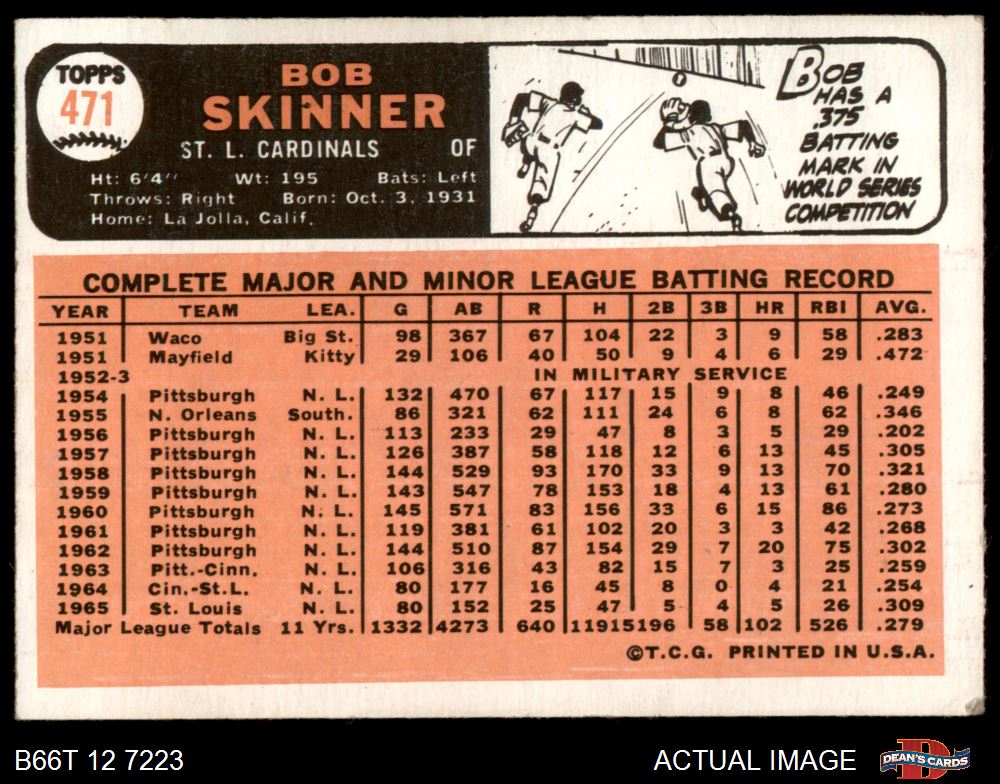 TOPPS
471
BOB
SKINNER
ST. L. CARDINALS OF
Ht: 6'4" Wt: 195 Bats: Left
Throws: Right Born: Oct. 3, 1931
Home: La Jolla, Calif.
BOB
HAS A
.375
BATTING
MARK IN
WORLD SERIES
COMPETITION
COMPLETE MAJOR AND MINOR LEAGUE BATTING RECORD
YEAR TEAM LEA. G AB R H 2B 3B HR RBI AVG.
1951 Waco Big St. 98 367 67 104 22 3 9 58 .283
1951 Mayfield Kitty 29 106 40 50 9 4 6 29 .472
1952-3 IN MILITARY SERVICE
1954 Pittsburgh N. L. 132 470 67 117 15 9 8 46 .249
1955 N. Orleans South. 86 321 62 111 24 6 8 62 .346
1956 Pittsburgh N. L. 113 233 29 47 8 3 5 29 .202
1957 Pittsburgh N. L. 126 387 58 118 12 6 13 45 .305
1958 Pittsburgh N. L. 144 529 93 170 33 9 13 70 .321
1959 Pittsburgh N. L. 143 547 78 153 18 4 13 61 .280
1960 Pittsburgh N. L. 145 571 83 156 33 6 15 86 .273
1961 Pittsburgh N. L. 119 381 61 102 20 3 3 42 .268
1962 Pittsburgh N. L. 144 510 87 154 29 7 20 75 .302
1963 Pitt.-Cinn. N. L. 106 316 43 82 15 7 3 25 .259
1964 Cin.-St.L. N. L. 80 177 16 45 8 0 4 21 .254
1965 St. Louis N. L. 80 152 25 47 5 4 5 26 .309
Major League Totals 11 Yrs. 1332 4273 640 11915196 58 102 526 .279
©T.C.G. PRINTED IN U.S.A.
B66T 12 7223 ACTUAL IMAGE
D
DEAN'S CARDS